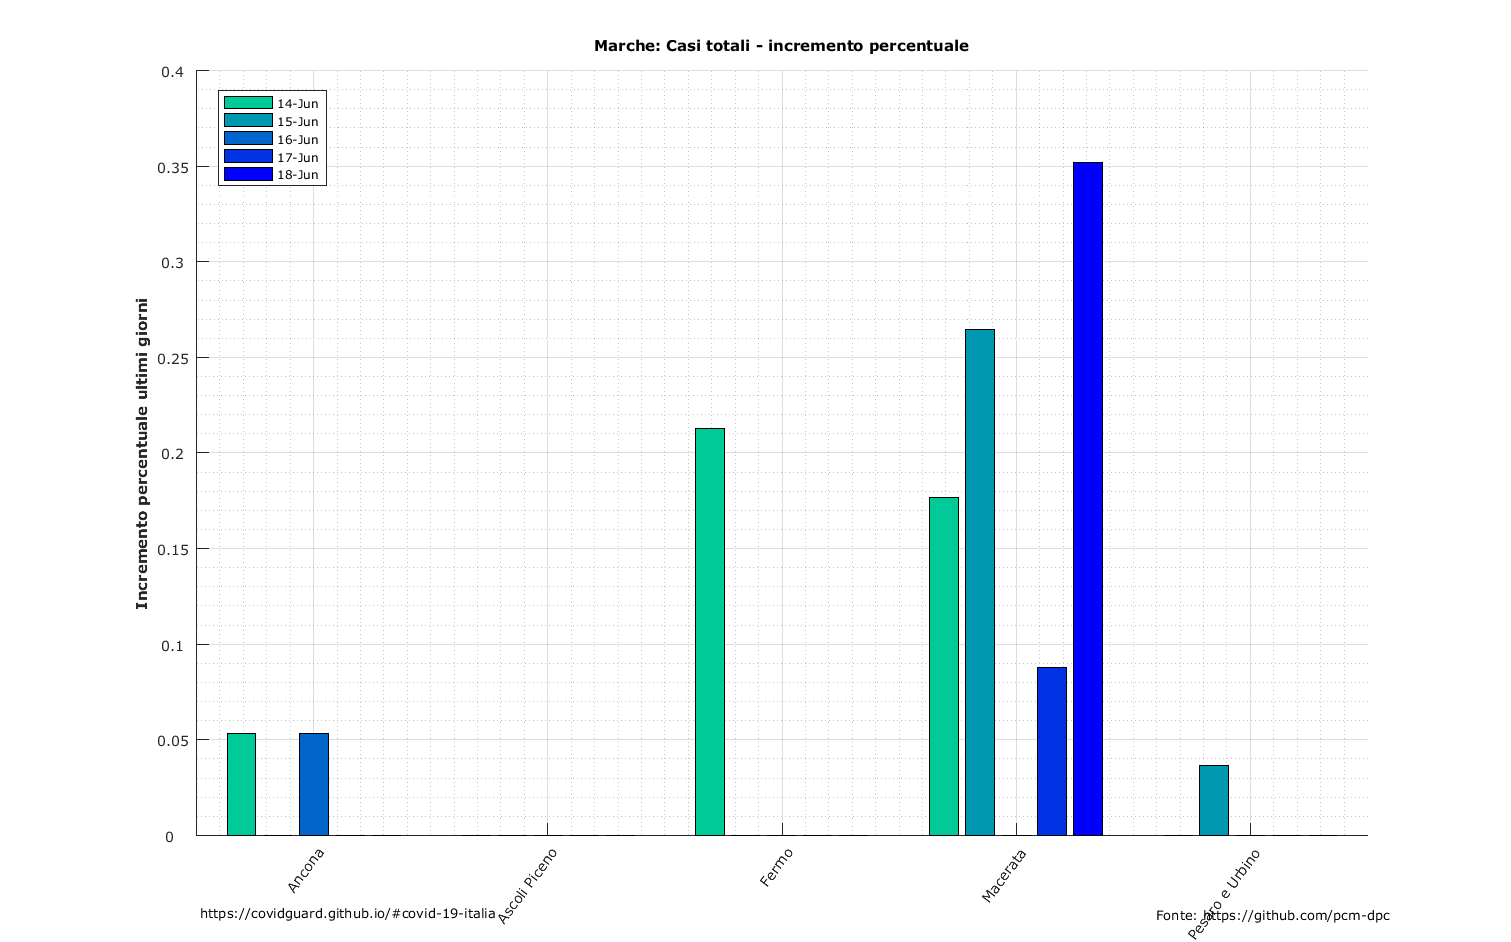 Marche: Casi totali - incremento percentuale
0.4
0.35
0.3
0.25
0.2
0.15
0.1
0.05
0
Incremento percentuale ultimi giorni
14-Jun
15-Jun
16-Jun
17-Jun
18-Jun
Ancona
Ascoli Piceno
Fermo
Macerata
Pesaro e Urbino
https://covidguard.github.io/#covid-19-italia
Fonte: https://github.com/pcm-dpc